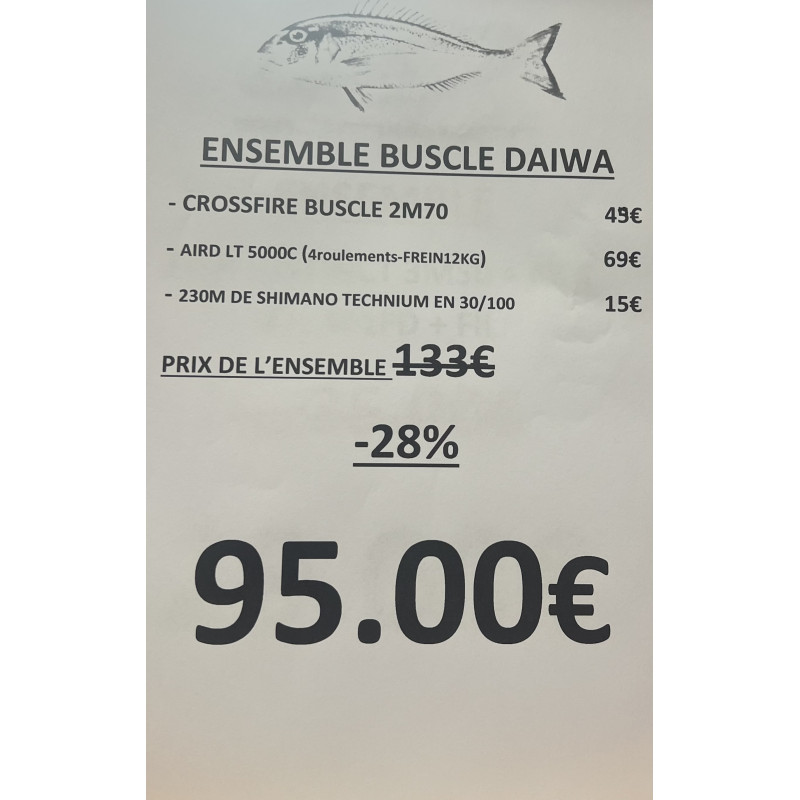 ENSEMBLE BUSCLE DAIWA
- CROSSFIRE BUSCLE 2M70 49€
- AIRD LT 5000C (4roulements-FREIN12KG) 69€
- 230M DE SHIMANO TECHNIUM EN 30/100 15€
PRIX DE L'ENSEMBLE 133€
-28%
95.00€